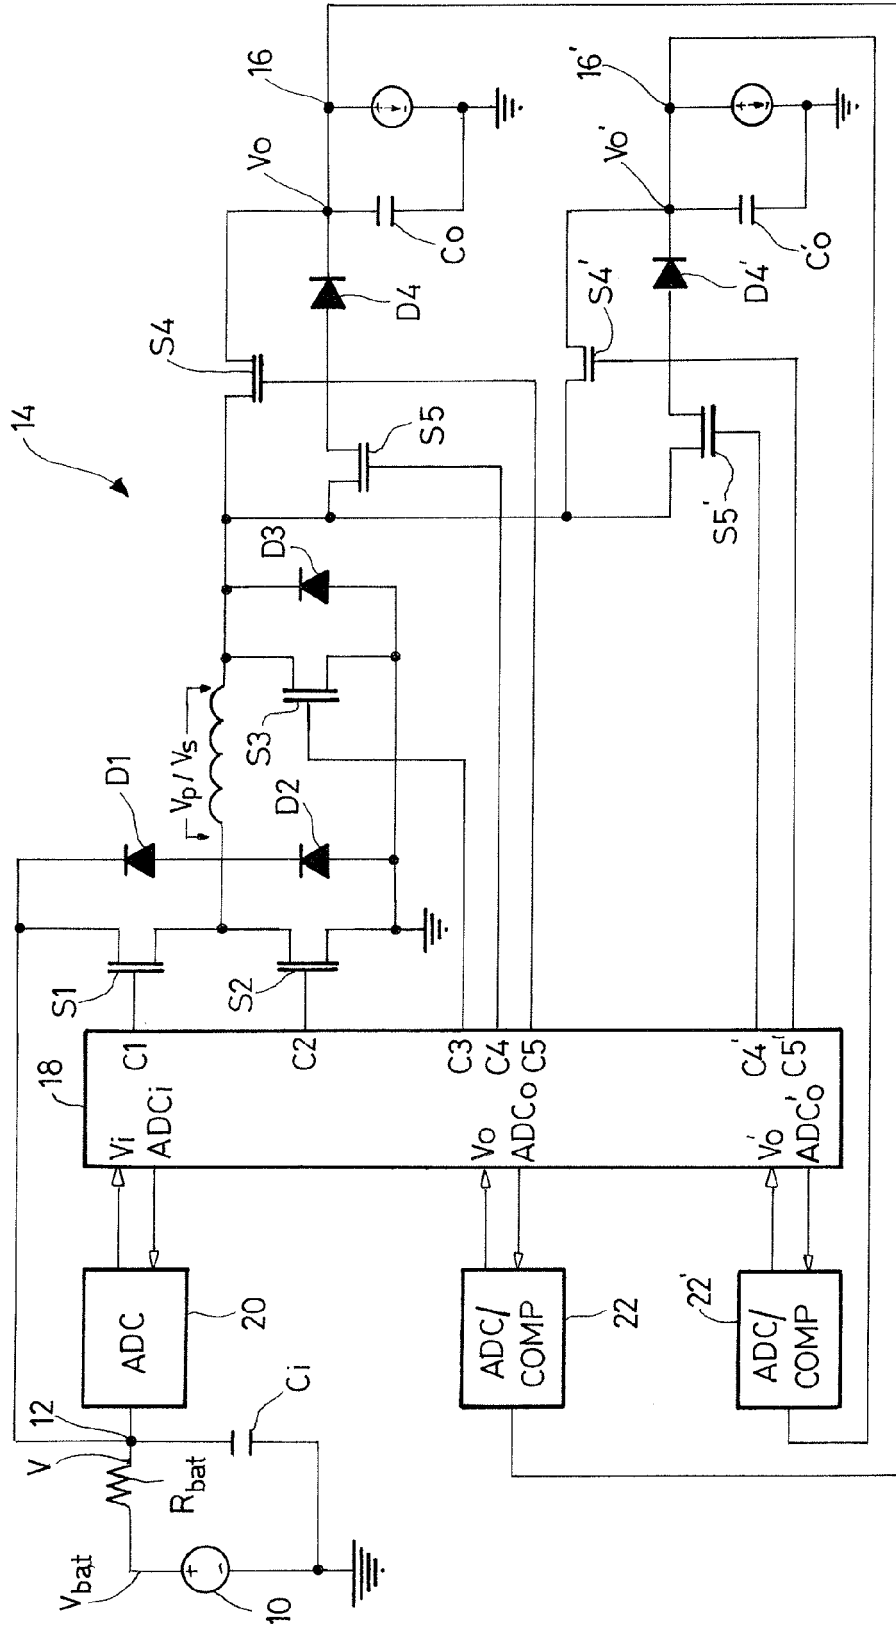 14
16
Vo
S4
D4
Co
S5
D3
Vp / Vs
S3
D1
D2
S1
S2
16'
Vo'
S4'
D4'
C'o
S5'
18
C1
C2
C3
C4
C5
C4'
C5'
Vi
ADCi
Vo
ADCo
Vo'
ADCo'
ADC
20
ADC/
COMP
22
ADC/
COMP
22'
12
V
Rbat
Ci
Vbat
10